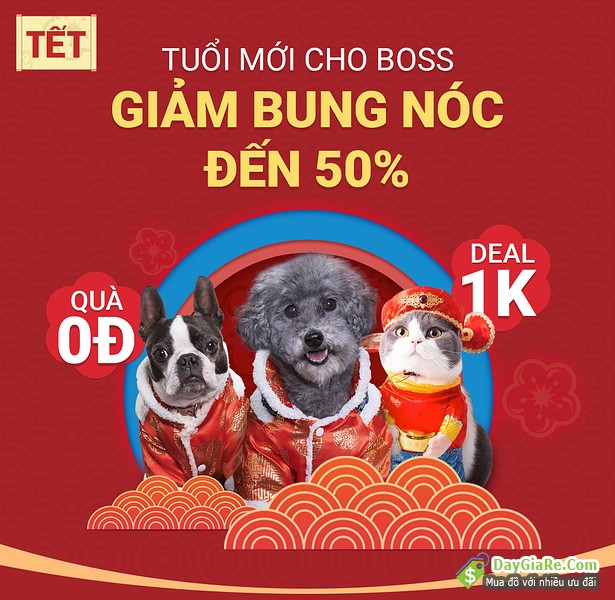 TẾT
TUỔI MỚI CHO BOSS
GIẢM BUNG NÓC
ĐẾN 50%
DEAL
1K
QUÀ
0Đ
$
DayGiaRe.Com
Mua đồ với nhiều ưu đãi